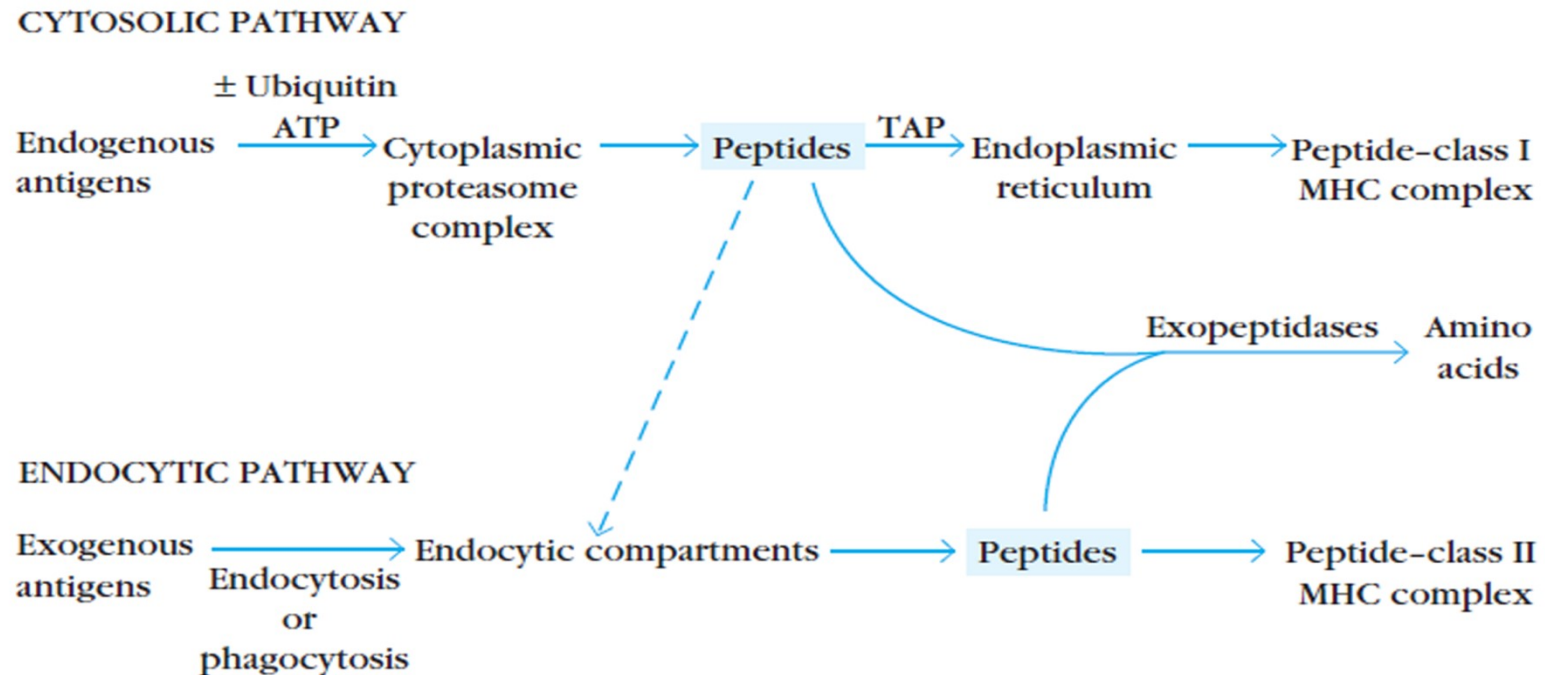 CYTOSOLIC PATHWAY
± Ubiquitin
ATP
Endogenous
antigens
Cytoplasmic
proteasome
complex
Peptides
TAP
Endoplasmic
reticulum
Peptide–class I
MHC complex
Exopeptidases
Amino
acids
ENDOCYTIC PATHWAY
Exogenous
antigens
Endocytosis
or
phagocytosis
Endocytic compartments
Peptides
Peptide–class II
MHC complex